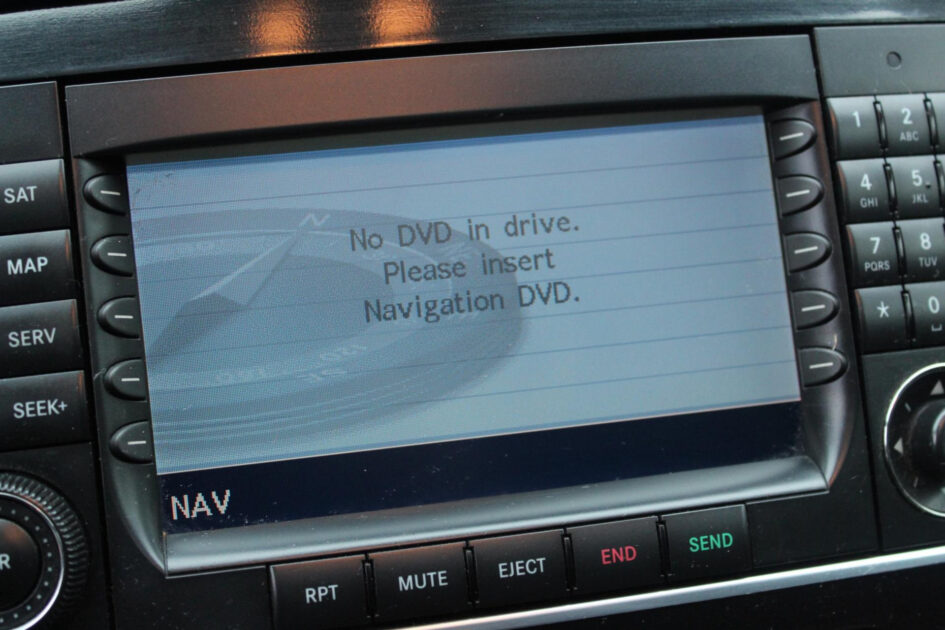 SAT
MAP
SERV
SEEK+
R
N
No DVD in drive.
Please insert
Navigation DVD.
NAV
RPT
MUTE
EJECT
END
SEND
1
2
ABC
4
GHI
5
JKL
7
PQRS
8
TUV
*
0